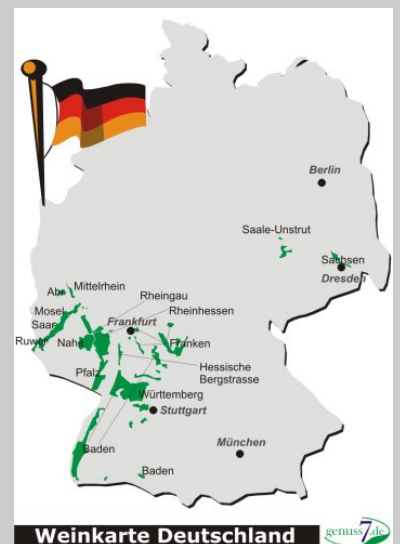 Berlin
Saale-Unstrut
Sachsen
Dresden
Ahr
Mittelrhein
Rheingau
Mosel
Saar
Rheinhessen
Frankfurt
Ruwer
Nahe
Franken
Pfalz
Hessische
Bergstrasse
Württemberg
Stuttgart
München
Baden
Baden
Weinkarte Deutschland
genuss7.de